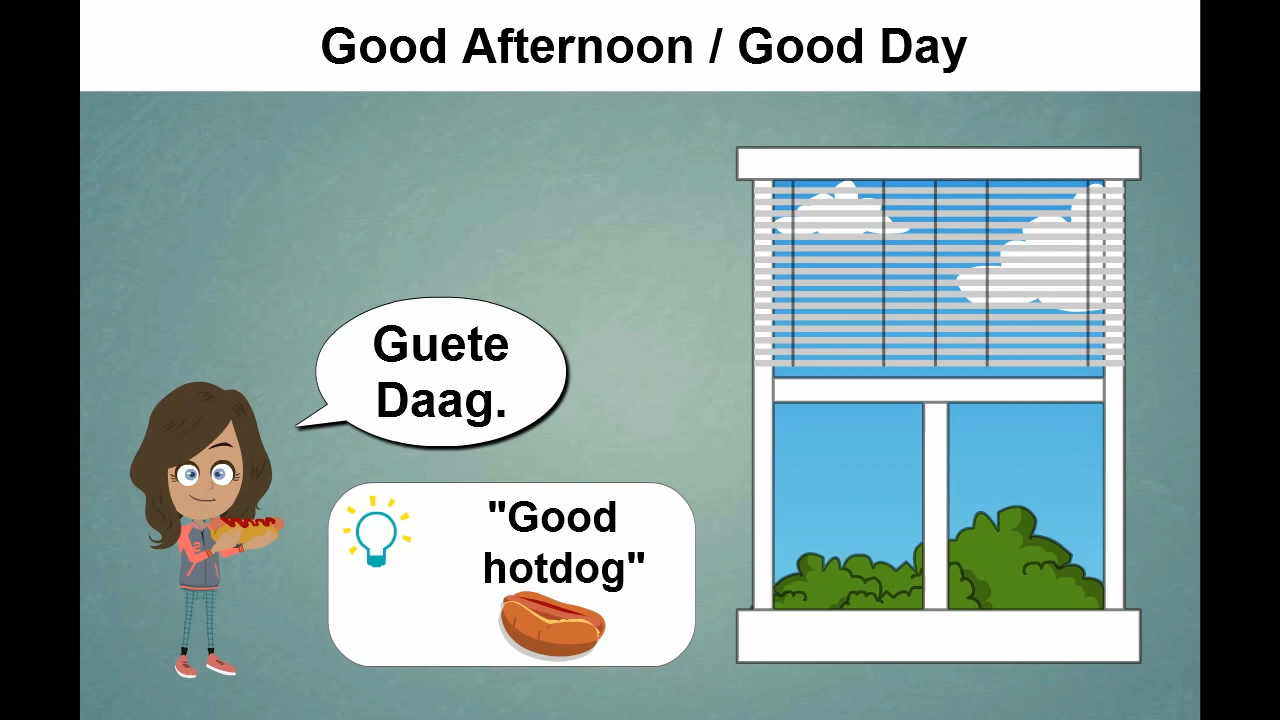 Good Afternoon / Good Day
Guete
Daag.
"Good
hotdog"